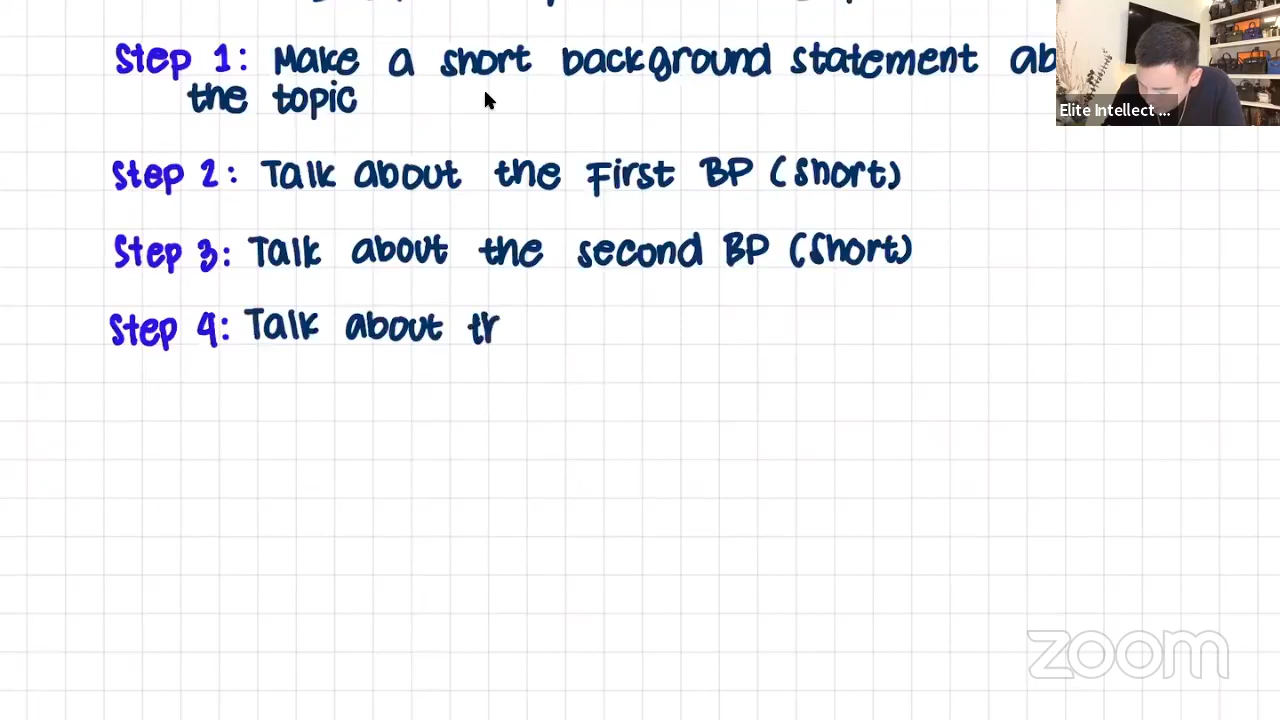 Step 1: Make a short background statement ab
the topic
Step 2: Talk about the First BP (short)
Step 3: Talk about the second BP (short)
Step 4: Talk about tr
Elite Intellect ...
zoom